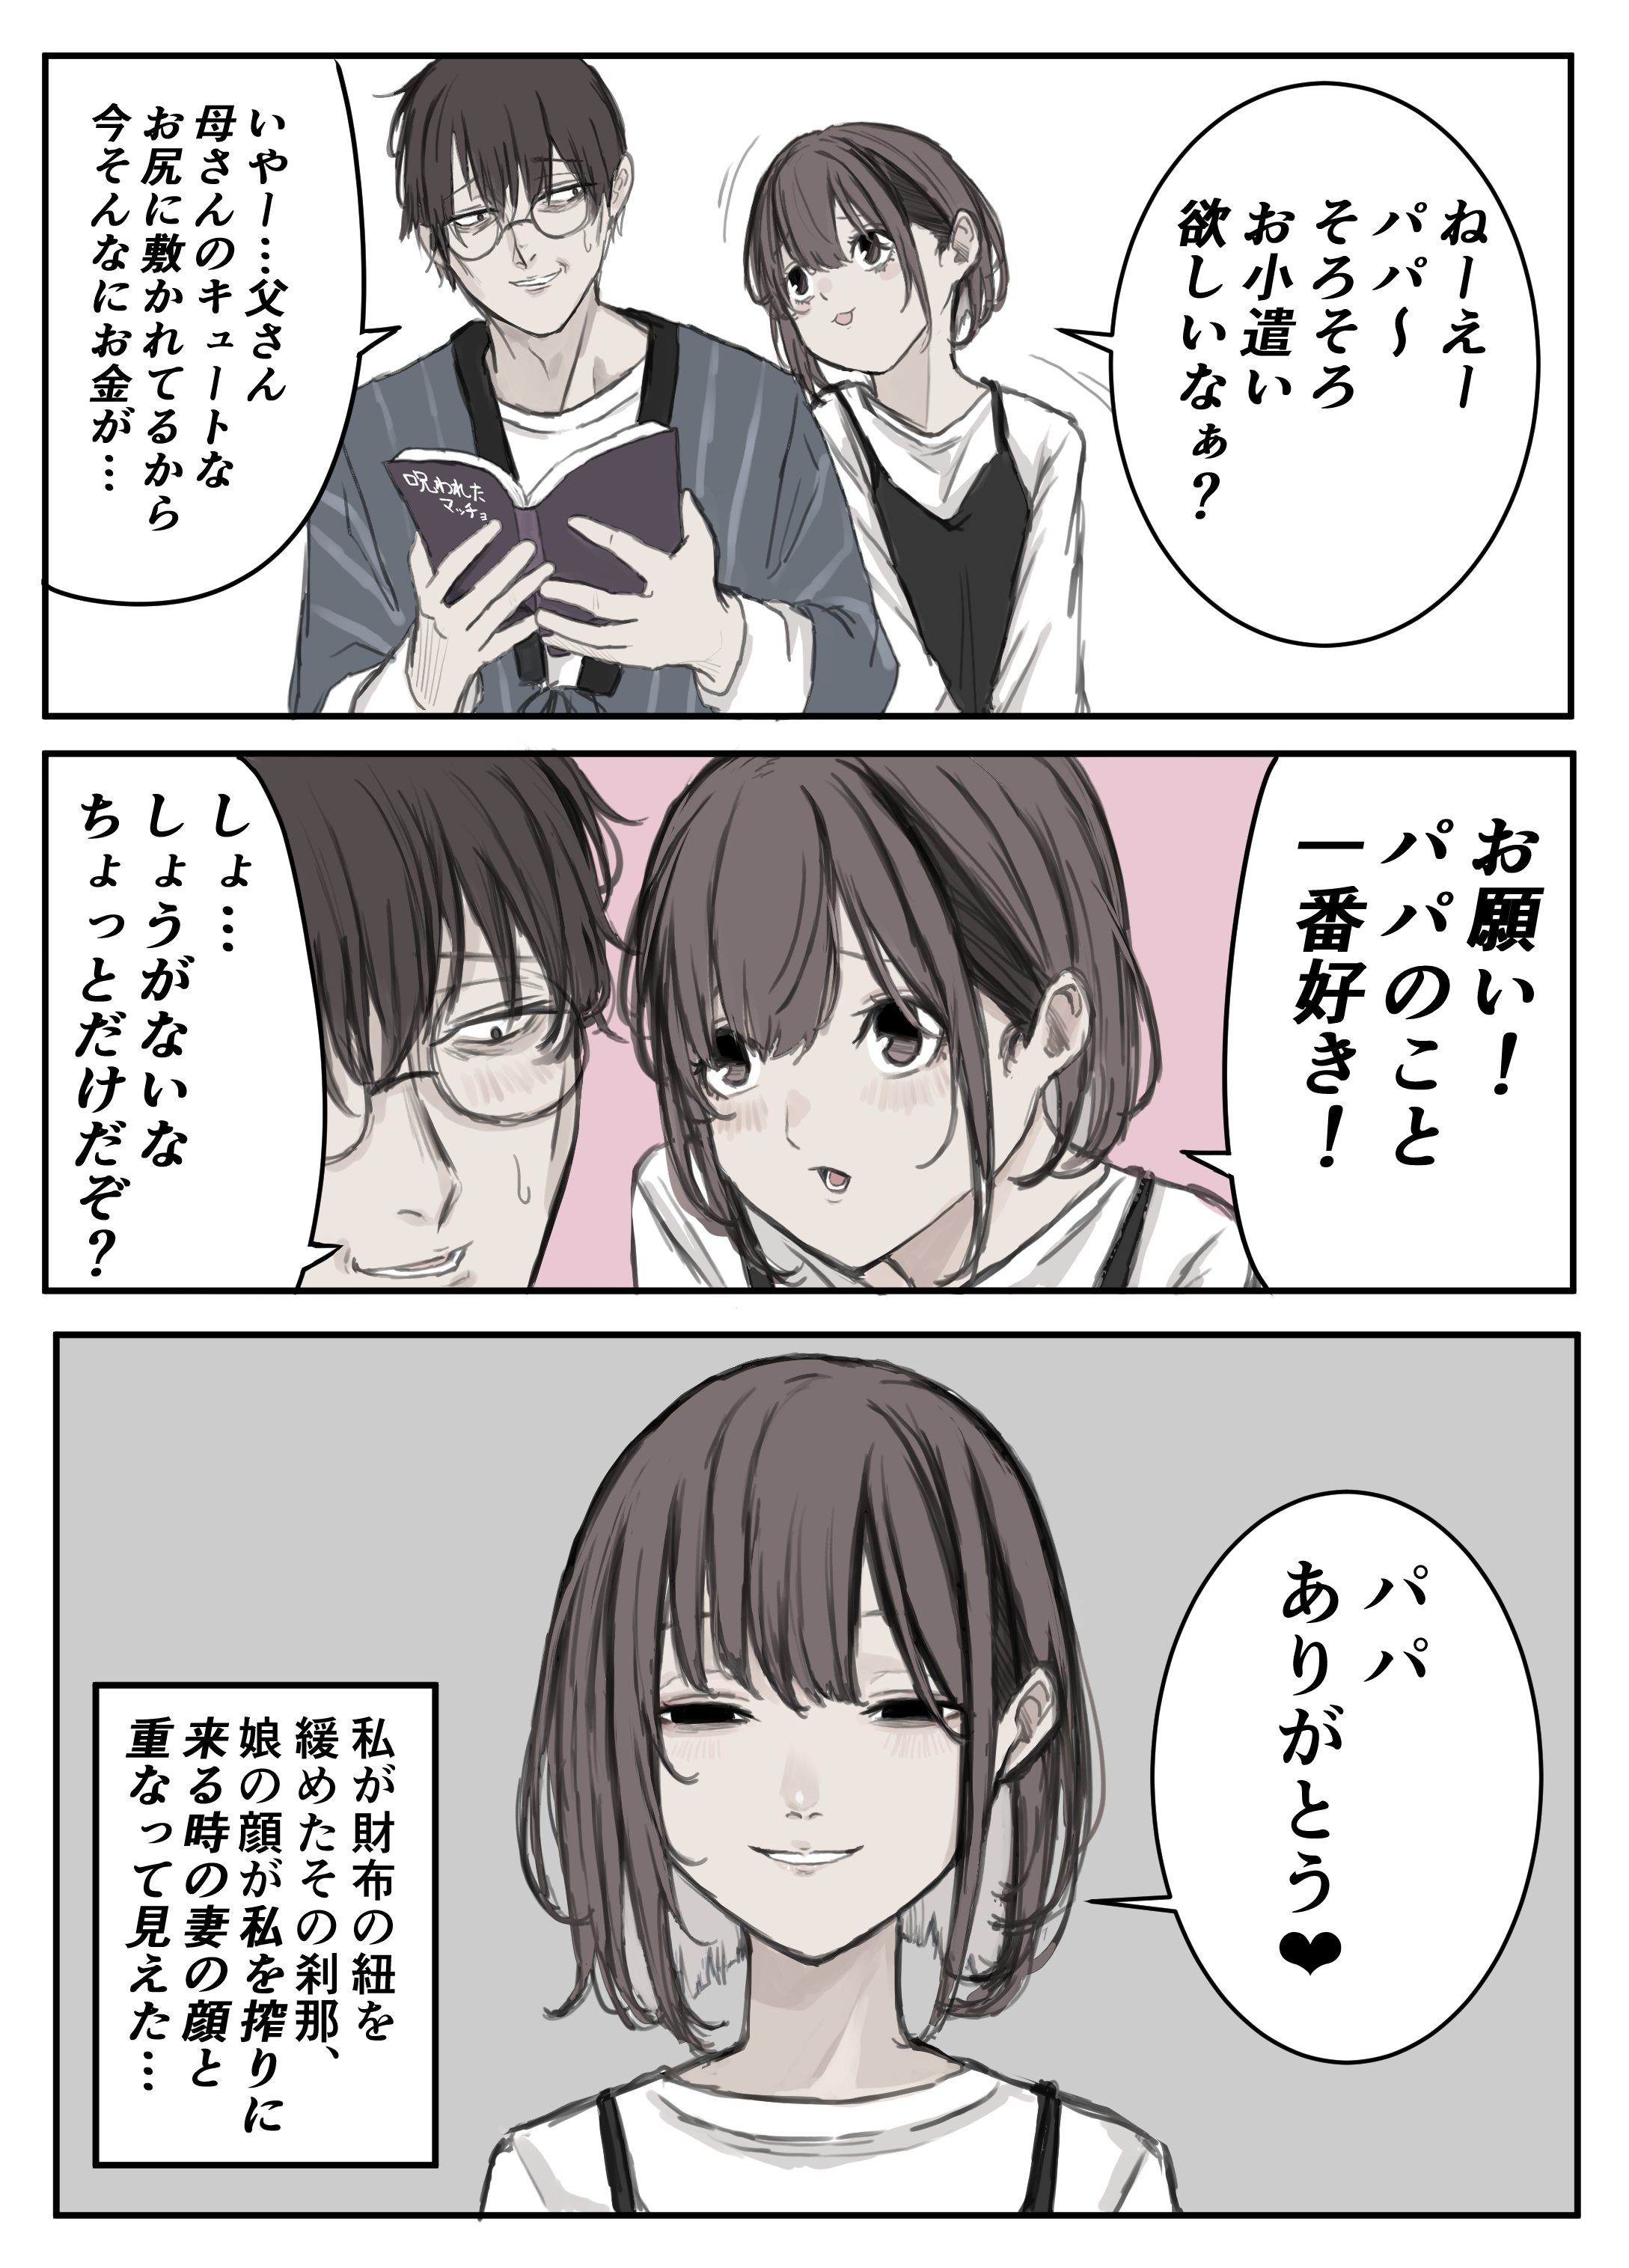 ねーえー
パパ～
そろそろ
お小遣い
欲しいなぁ？
いやー…父さん
母さんのキュートな
お尻に敷かれてるから
今そんなにお金が…
呪われた
マッチョ
お願い！
パパのこと
一番好き！
しょ…
しょうがないな
ちょっとだけだぞ？
パパ
ありがとう❤
私が財布の紐を
緩めたその刹那、
娘の顔が私を搾りに
来る時の妻の顔と
重なって見えた…